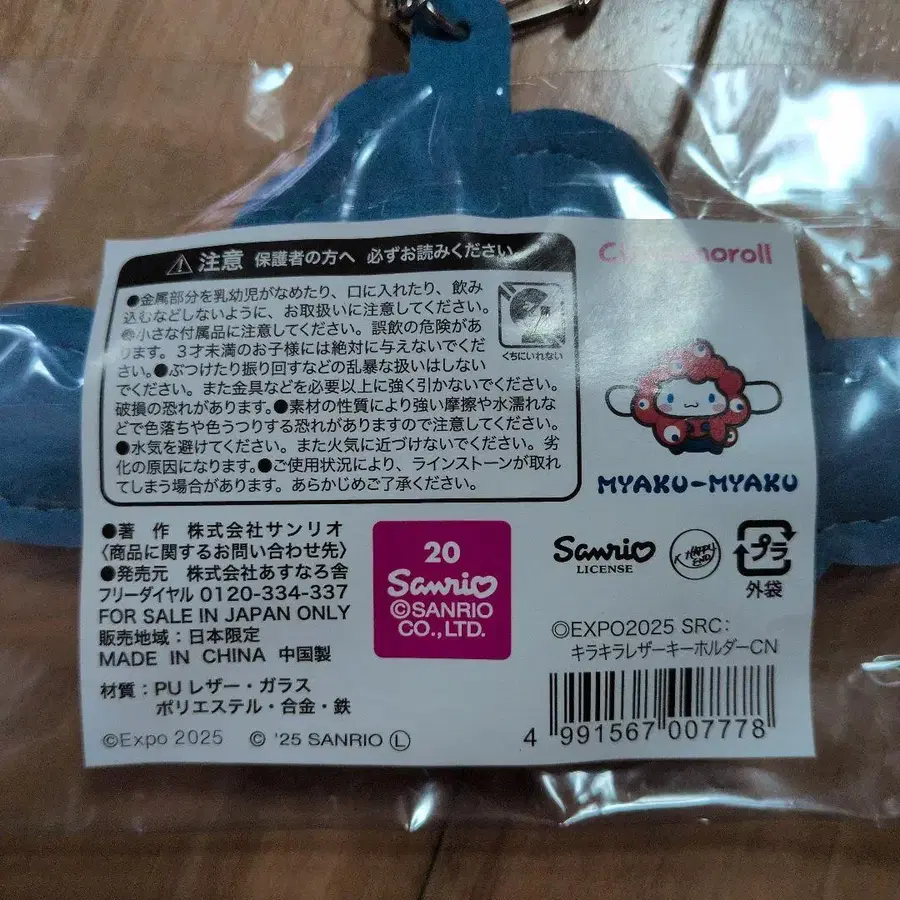 注意 保護者の方へ 必ずお読みください
●金属部分を乳幼児がなめたり、口に入れたり、飲み
込むなどしないように、お取扱いに注意してください。
●小さな付属品に注意してください。誤飲の危険があ
ります。3才未満のお子様には絶対に与えないでくだ
さい。●ぶつけたり振り回すなどの乱暴な扱いはしない
でください。また金具などを必要以上に強く引かないでください。
破損の恐れがあります。●素材の性質により強い摩擦や水濡れな
どで色落ちや色うつりする恐れがありますので注意してください。
●水気を避けてください。また火気に近づけないでください。劣
化の原因になります。●ご使用状況により、ラインストーンが取れ
てしまう場合があります。あらかじめご了承ください。
くちにいれない
Cinnamoroll
MYAKU-MYAKU
●著 作 株式会社サンリオ
〈商品に関するお問い合わせ先〉
●発売元 株式会社あすなろ舎
フリーダイヤル 0120-334-337
FOR SALE IN JAPAN ONLY
販売地域：日本限定
MADE IN CHINA 中国製
材質：PU レザー・ガラス
ポリエステル・合金・鉄
©Expo 2025 © '25 SANRIO Ⓛ
20
Sanrio
©SANRIO
CO.,LTD.
Sanrio
LICENSE
K HAPPY
END
プラ
外袋
©EXPO2025 SRC:
キラキラレザーキーホルダーCN
4 991567 007778